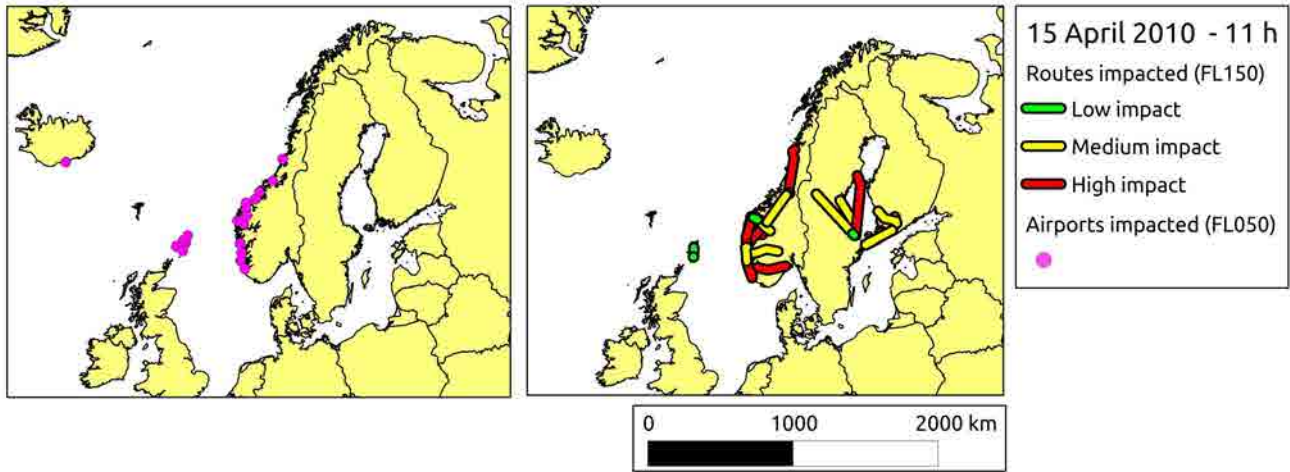 15 April 2010 - 11 h
Routes impacted (FL150)
Low impact
Medium impact
High impact
Airports impacted (FL050)
0 1000 2000 km